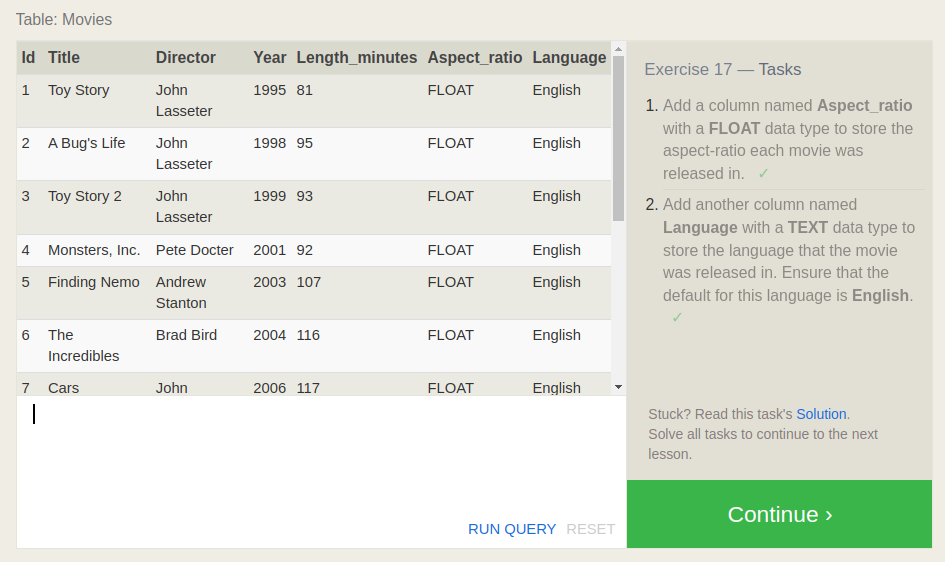 Table: Movies
Id Title Director Year Length_minutes Aspect_ratio Language
1 Toy Story John Lasseter 1995 81 FLOAT English
2 A Bug's Life John Lasseter 1998 95 FLOAT English
3 Toy Story 2 John Lasseter 1999 93 FLOAT English
4 Monsters, Inc. Pete Docter 2001 92 FLOAT English
5 Finding Nemo Andrew Stanton 2003 107 FLOAT English
6 The Incredibles Brad Bird 2004 116 FLOAT English
7 Cars John 2006 117 FLOAT English
RUN QUERY RESET
Exercise 17 — Tasks
1. Add a column named Aspect_ratio
with a FLOAT data type to store the
aspect-ratio each movie was
released in. ✓
2. Add another column named
Language with a TEXT data type to
store the language that the movie
was released in. Ensure that the
default for this language is English.
✓
Stuck? Read this task's Solution.
Solve all tasks to continue to the next
lesson.
Continue ›